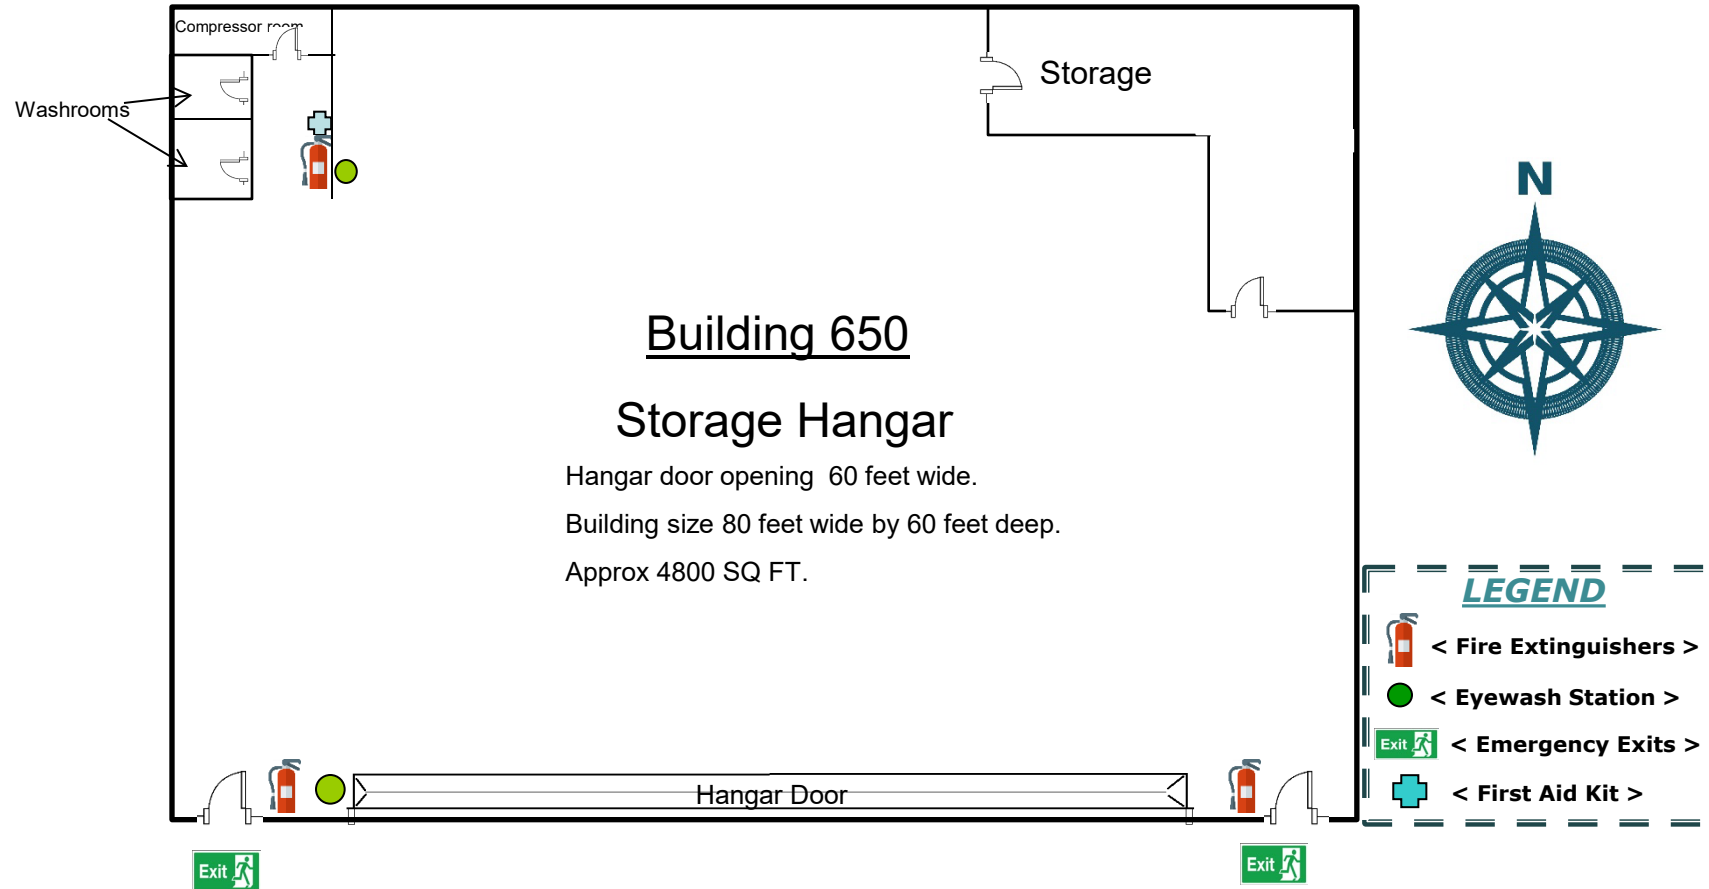 Compressor room
Washrooms
Storage
N
Building 650
Storage Hangar
Hangar door opening  60 feet wide.
Building size 80 feet wide by 60 feet deep.
Approx 4800 SQ FT.
LEGEND
< Fire Extinguishers >
< Eyewash Station >
Exit < Emergency Exits >
< First Aid Kit >
Hangar Door
Exit
Exit